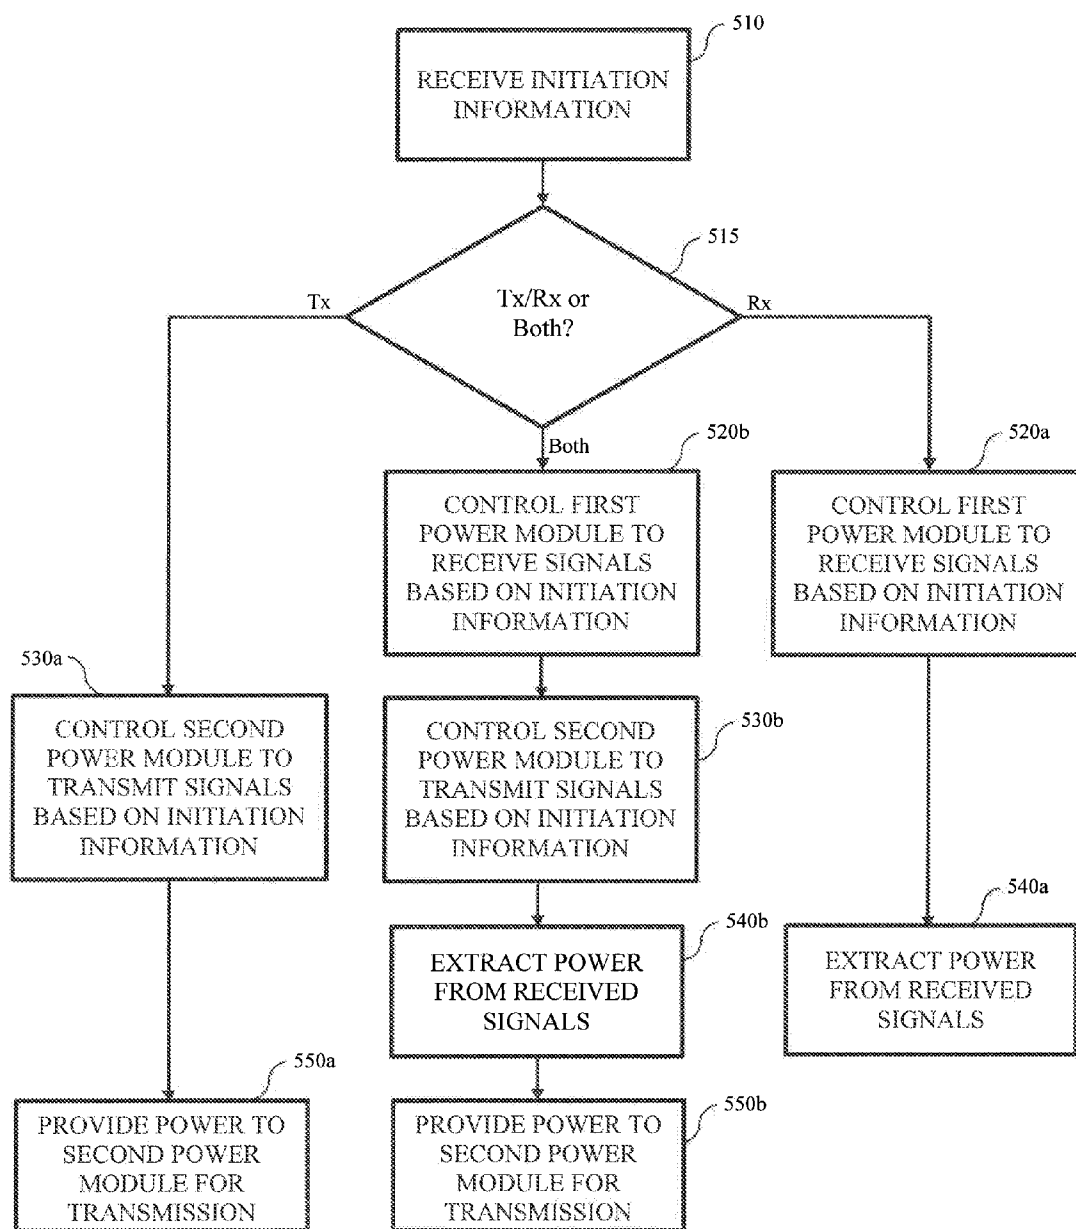 510
RECEIVE INITIATION
INFORMATION
515
Tx/Rx or
Both?
Tx
Rx
Both
520b
CONTROL FIRST
POWER MODULE TO
RECEIVE SIGNALS
BASED ON INITIATION
INFORMATION
520a
CONTROL FIRST
POWER MODULE TO
RECEIVE SIGNALS
BASED ON INITIATION
INFORMATION
530a
CONTROL SECOND
POWER MODULE TO
TRANSMIT SIGNALS
BASED ON INITIATION
INFORMATION
530b
CONTROL SECOND
POWER MODULE TO
TRANSMIT SIGNALS
BASED ON INITIATION
INFORMATION
540b
EXTRACT POWER
FROM RECEIVED
SIGNALS
540a
EXTRACT POWER
FROM RECEIVED
SIGNALS
550a
PROVIDE POWER TO
SECOND POWER
MODULE FOR
TRANSMISSION
550b
PROVIDE POWER TO
SECOND POWER
MODULE FOR
TRANSMISSION